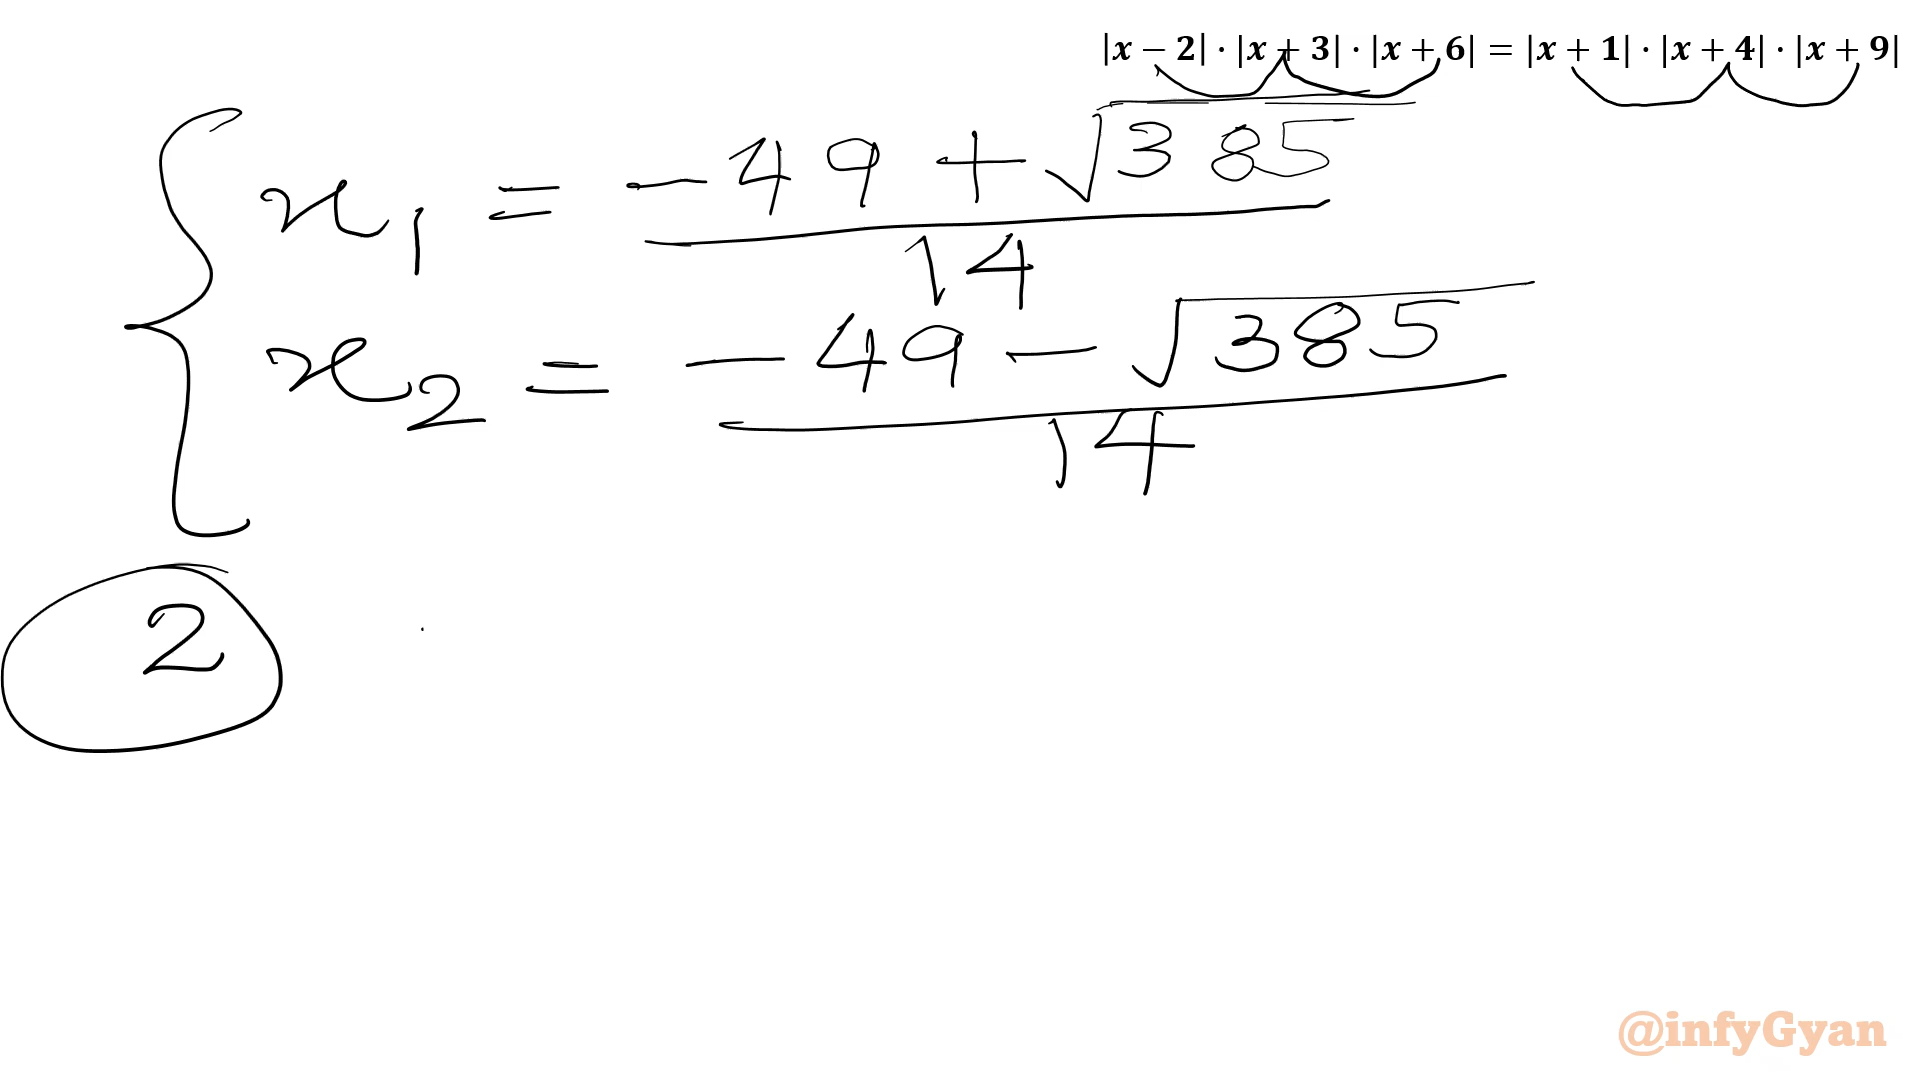 |x − 2| · |x + 3| · |x + 6| = |x + 1| · |x + 4| · |x + 9|
x₁ = (−49 + √385) / 14
x₂ = (−49 − √385) / 14
2
@infyGyan